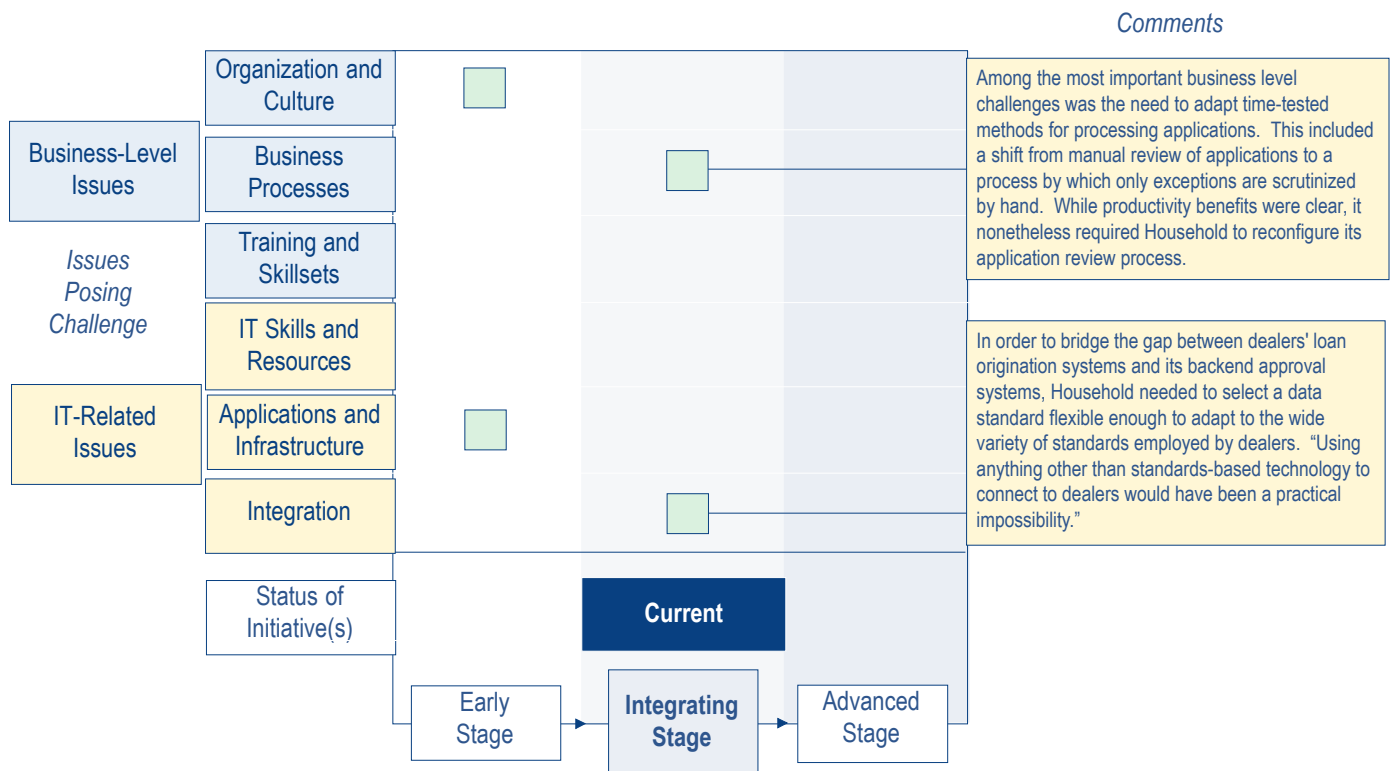 Comments
Organization and
Culture
Business-Level
Issues
Business
Processes
Training and
Skillsets
Issues
Posing
Challenge
IT Skills and
Resources
IT-Related
Issues
Applications and
Infrastructure
Integration
Among the most important business level
challenges was the need to adapt time-tested
methods for processing applications.  This included
a shift from manual review of applications to a
process by which only exceptions are scrutinized
by hand.  While productivity benefits were clear, it
nonetheless required Household to reconfigure its
application review process.
In order to bridge the gap between dealers' loan
origination systems and its backend approval
systems, Household needed to select a data
standard flexible enough to adapt to the wide
variety of standards employed by dealers.  “Using
anything other than standards-based technology to
connect to dealers would have been a practical
impossibility.”
Status of
Initiative(s)
Current
Early
Stage
Integrating
Stage
Advanced
Stage